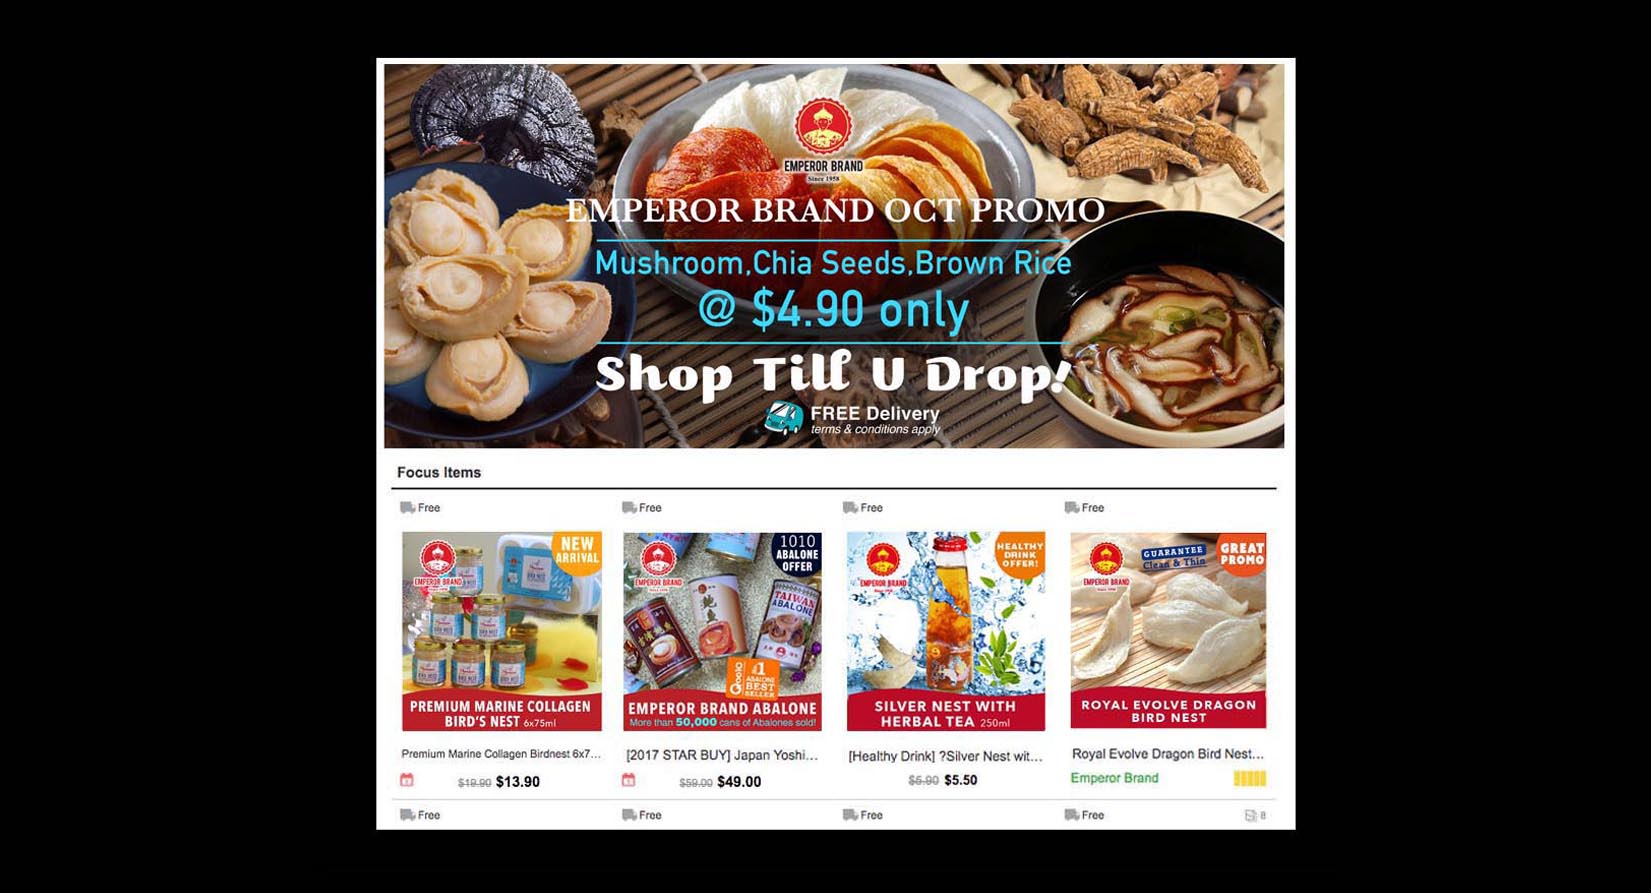 EMPEROR BRAND
Since 1958
EMPEROR BRAND OCT PROMO
Mushroom,Chia Seeds,Brown Rice
@ $4.90 only
Shop Till U Drop!
FREE Delivery
terms & conditions apply
Focus Items
Free
Free
Free
Free
EMPEROR BRAND
NEW
ARRIVAL
PREMIUM MARINE COLLAGEN
BIRD'S NEST 6x75ml
EMPEROR BRAND
1010
ABALONE
OFFER
TAIWAN
ABALONE
Qoo10
#1
ABALONE
BEST
SELLER
EMPEROR BRAND ABALONE
More than 50,000 cans of Abalones sold!
EMPEROR BRAND
HEALTHY
DRINK
OFFER!
SILVER NEST WITH
HERBAL TEA 250ml
EMPEROR BRAND
GUARANTEE
Clean & Thin
GREAT
PROMO
ROYAL EVOLVE DRAGON
BIRD NEST
Premium Marine Collagen Birdnest 6x7...
[2017 STAR BUY] Japan Yoshi...
[Healthy Drink] ?Silver Nest wit...
Royal Evolve Dragon Bird Nest...
$19.90 $13.90
$59.00 $49.00
$6.90 $5.50
Emperor Brand
Free
Free
Free
Free
8